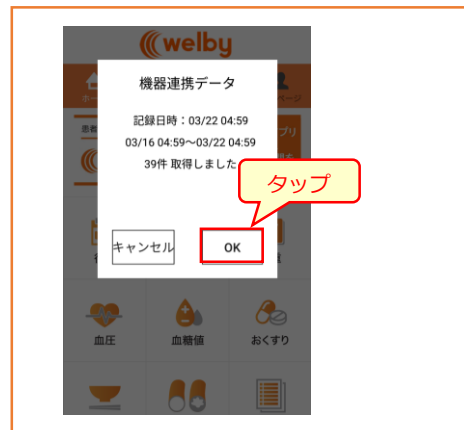 welby
機器連携データ
記録日時：03/22 04:59
03/16 04:59～03/22 04:59
39件 取得しました
タップ
キャンセル
OK
血圧
血糖値
おくすり